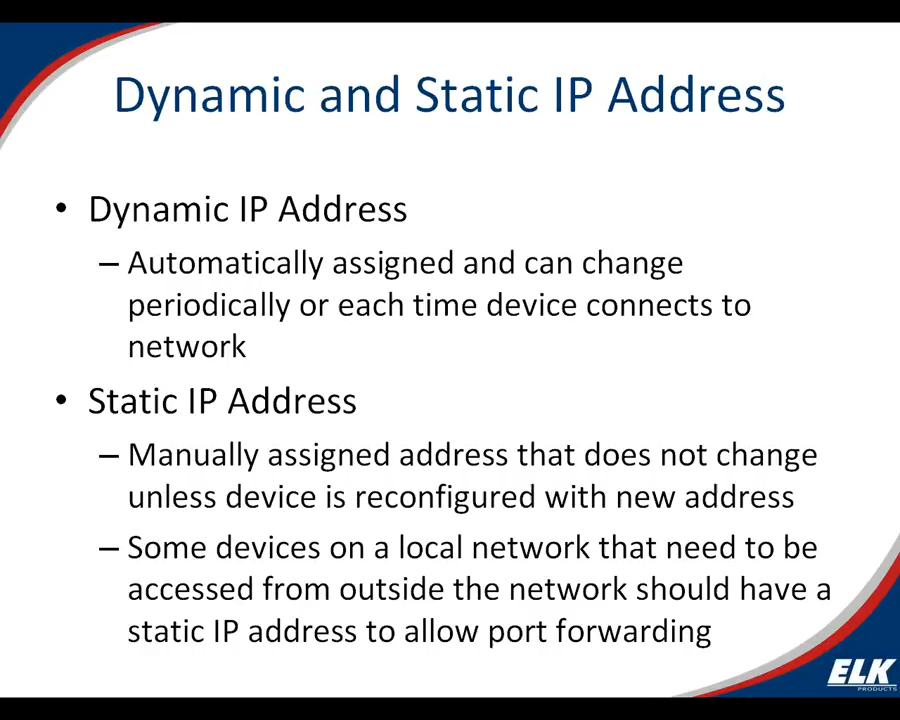 Dynamic and Static IP Address
• Dynamic IP Address
– Automatically assigned and can change
periodically or each time device connects to
network
• Static IP Address
– Manually assigned address that does not change
unless device is reconfigured with new address
– Some devices on a local network that need to be
accessed from outside the network should have a
static IP address to allow port forwarding
ELK
PRODUCTS